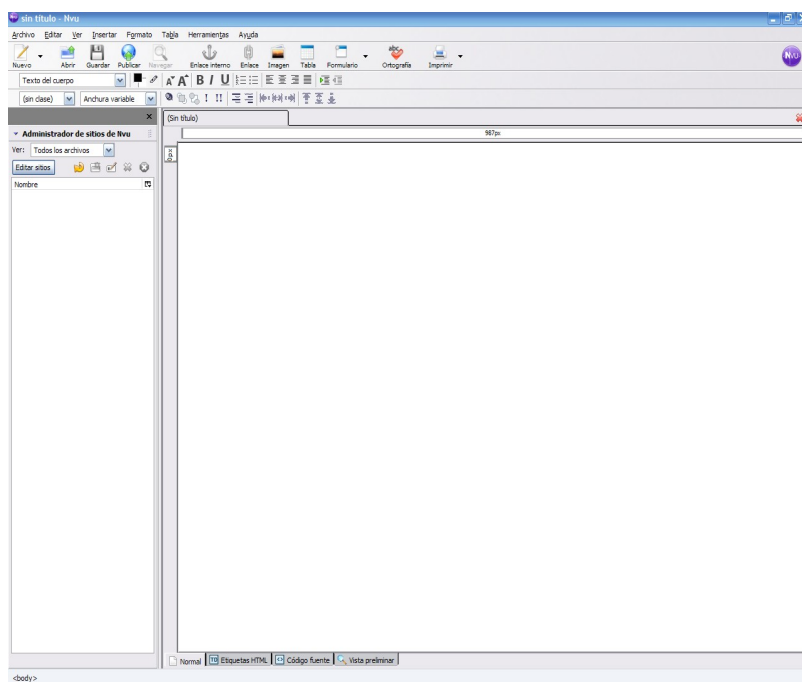 sin título - Nvu
Archivo Editar Ver Insertar Formato Tabla Herramientas Ayuda
Nuevo Abrir Guardar Publicar Navegar Enlace interno Enlace Imagen Tabla Formulario Ortografía Imprimir
Nvu
Texto del cuerpo
(sin clase) Anchura variable
(Sin título)
Administrador de sitios de Nvu
987px
Ver: Todos los archivos
0px
Editar sitios
Nombre
Normal Etiquetas HTML Código fuente Vista preliminar
<body>